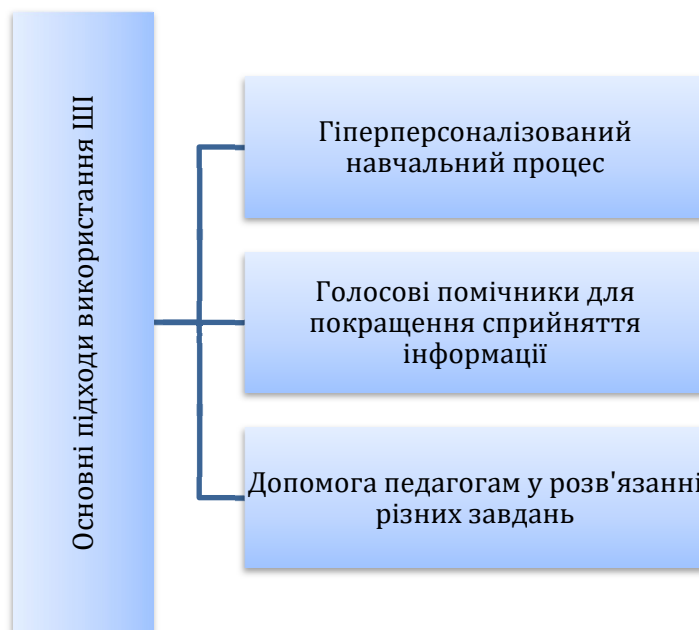 Основні підходи використання ШІ
Гіперперсоналізований
навчальний процес
Голосові помічники для
покращення сприйняття
інформації
Допомога педагогам у розв'язанні
різних завдань